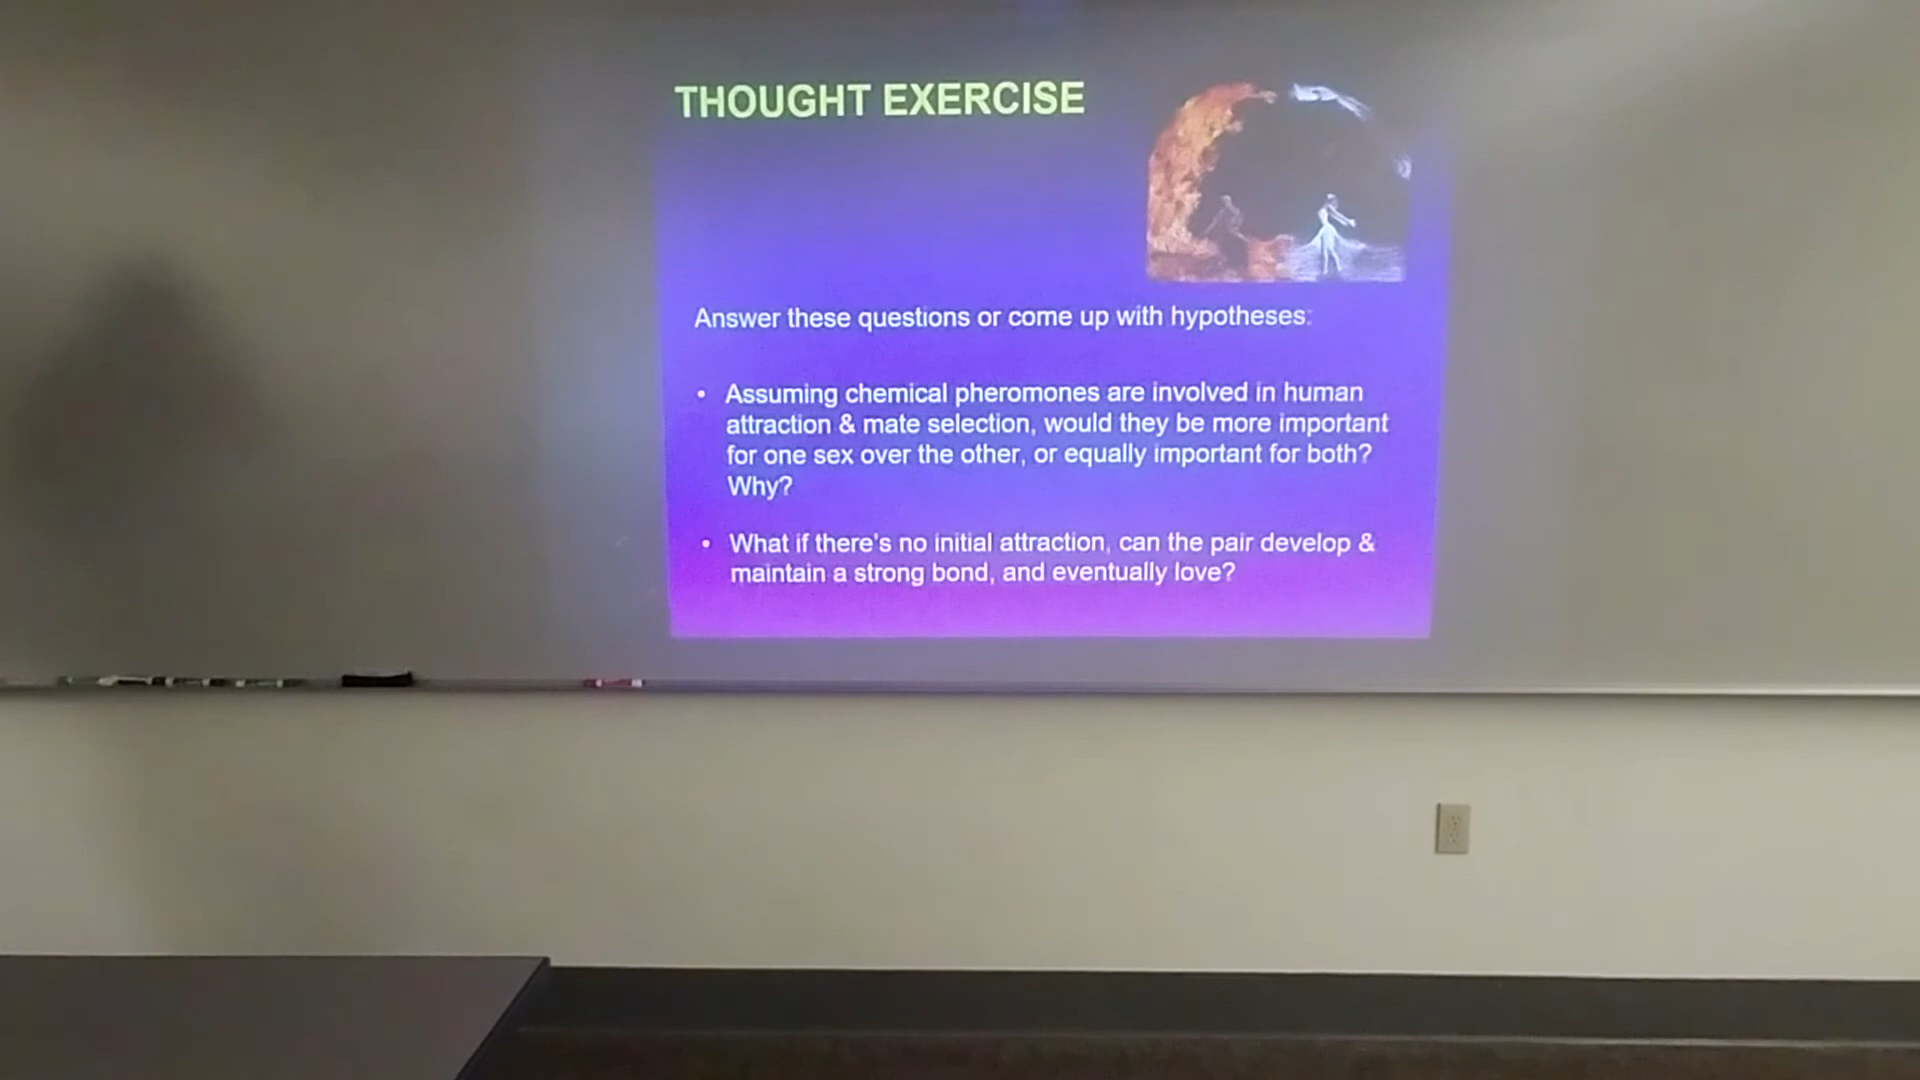 THOUGHT EXERCISE
Answer these questions or come up with hypotheses:
• Assuming chemical pheromones are involved in human
attraction & mate selection, would they be more important
for one sex over the other, or equally important for both?
Why?
• What if there's no initial attraction, can the pair develop &
maintain a strong bond, and eventually love?